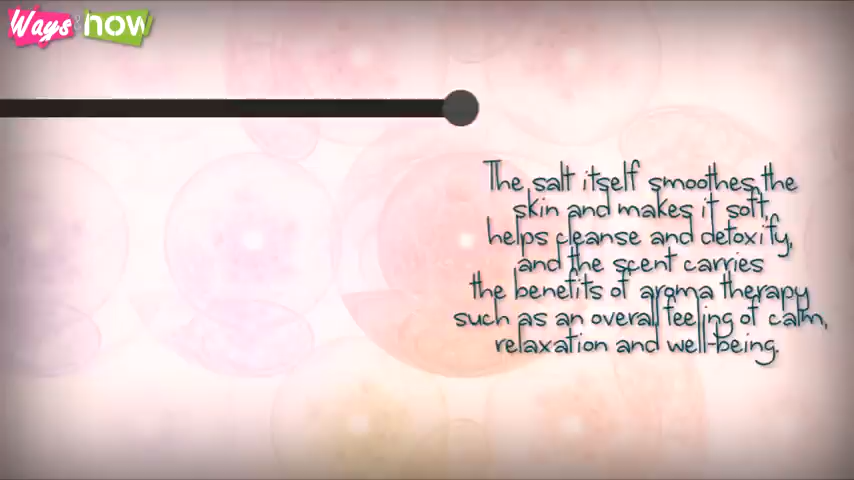 Ways & now
The salt itself smoothes the
skin and makes it soft,
helps cleanse and detoxify,
and the scent carries
the benefits of aroma therapy
such as an overall feeling of calm,
relaxation and well-being.